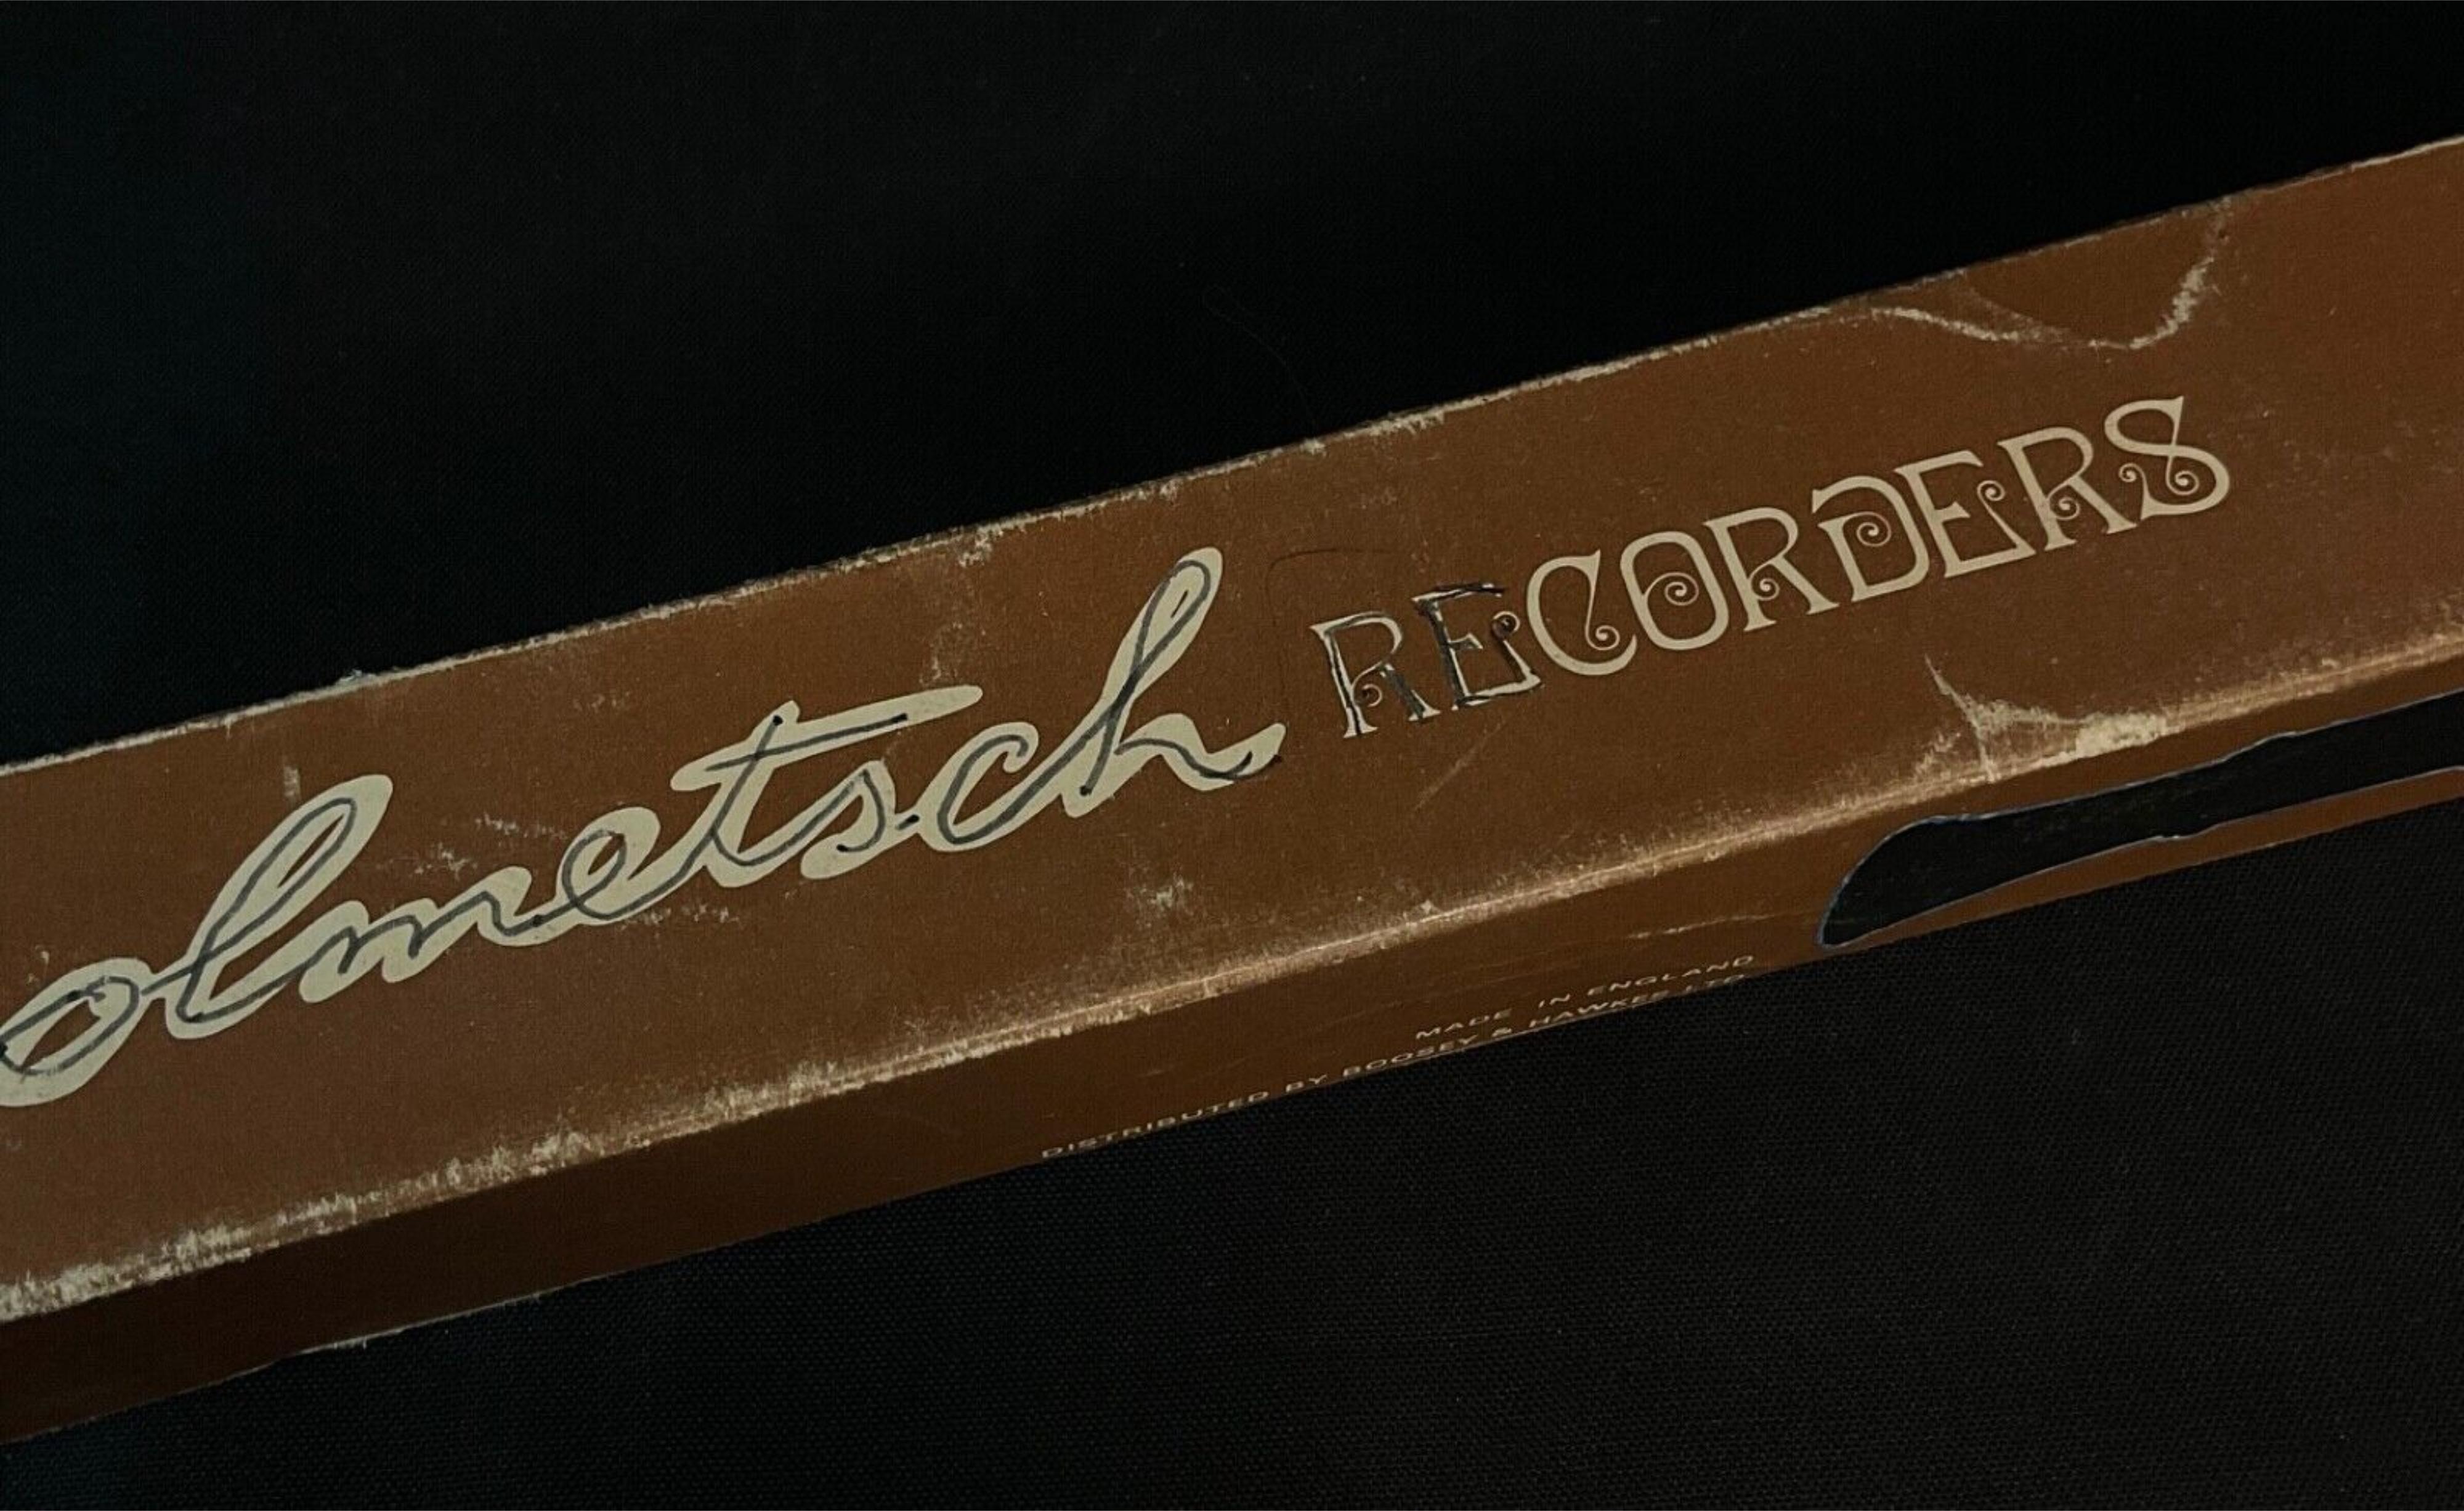 olmetsch RECORDERS
MADE IN ENGLAND
DISTRIBUTED BY BOOSEY & HAWKES LTD